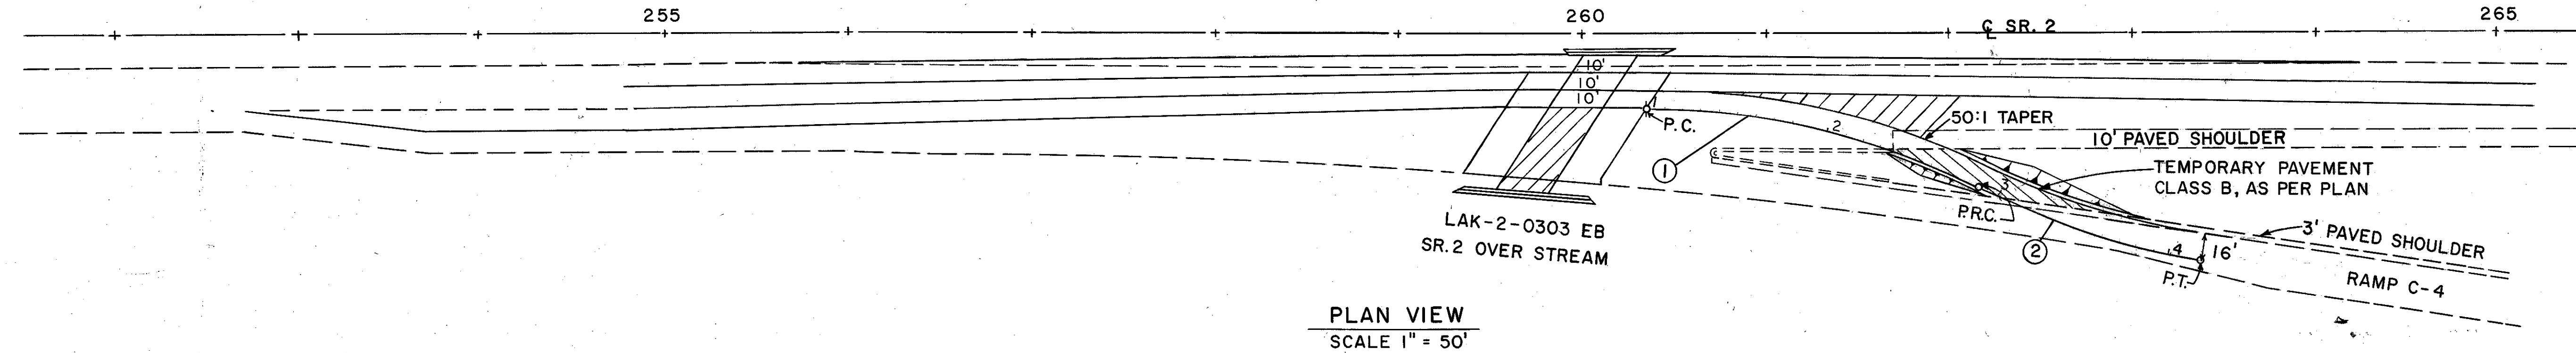 255
260
265
℄ SR. 2
10'
10'
10'
1
P.C.
.2
50:1 TAPER
10' PAVED SHOULDER
1
TEMPORARY PAVEMENT
CLASS B, AS PER PLAN
3
P.R.C.
LAK-2-0303 EB
SR.2 OVER STREAM
2
.4
16'
P.T.
3' PAVED SHOULDER
RAMP C-4
PLAN VIEW
SCALE 1" = 50'